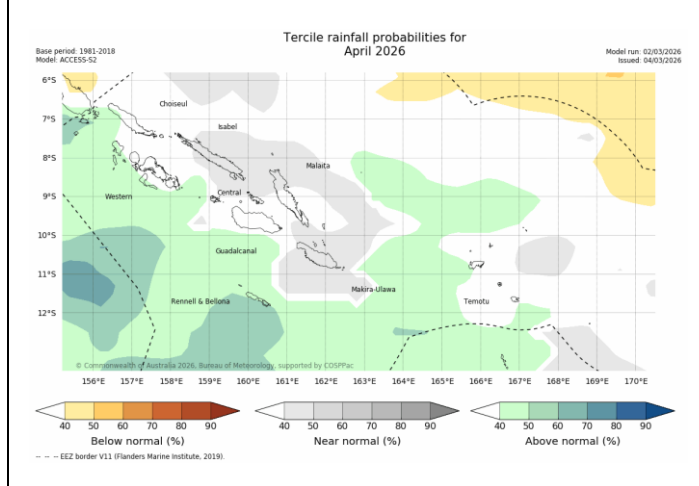 Tercile rainfall probabilities for
April 2026
Base period: 1981-2018
Model: ACCESS-S2
Model run: 02/03/2026
Issued: 04/03/2026
6°S
7°S
8°S
9°S
10°S
11°S
12°S
Choiseul
Isabel
Malaita
Western
Central
Guadalcanal
Makira-Ulawa
Rennell & Bellona
Temotu
© Commonwealth of Australia 2026, Bureau of Meteorology, supported by COSPPac
156°E 157°E 158°E 159°E 160°E 161°E 162°E 163°E 164°E 165°E 166°E 167°E 168°E 169°E 170°E
40 50 60 70 80 90
Below normal (%)
40 50 60 70 80 90
Near normal (%)
40 50 60 70 80 90
Above normal (%)
-- -- -- EEZ border V11 (Flanders Marine Institute, 2019).